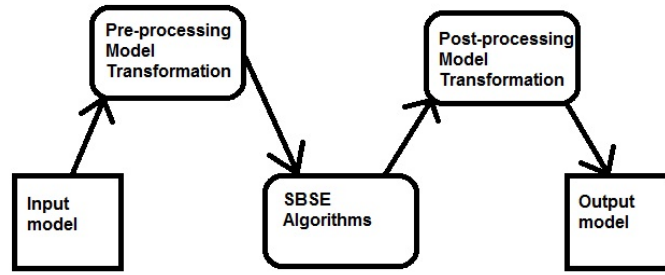 Pre-processing
Model
Transformation
Post-processing
Model
Transformation
Input
model
SBSE
Algorithms
Output
model